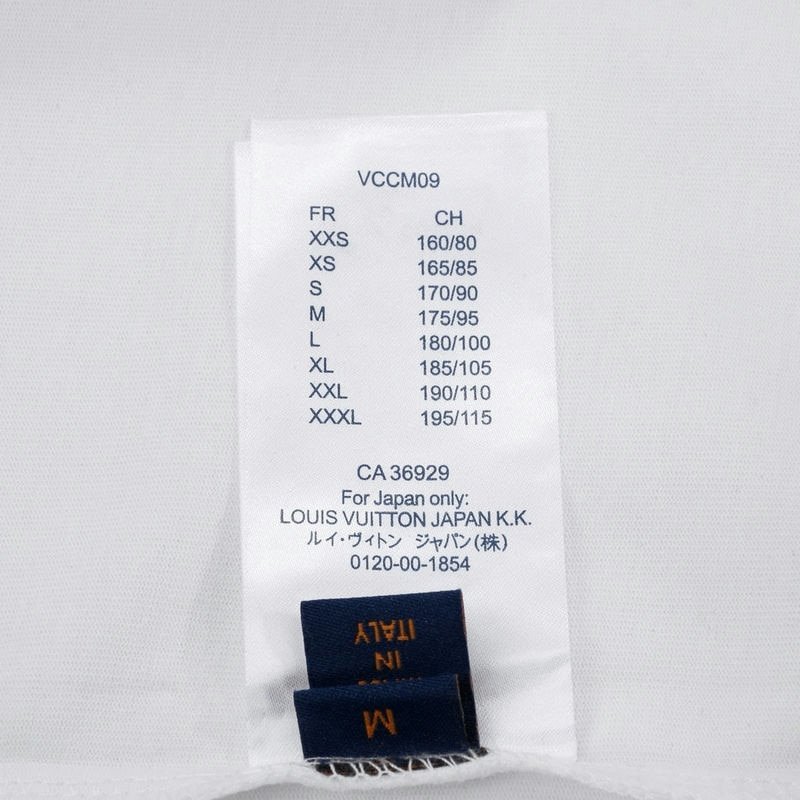 VCCM09
FR CH
XXS 160/80
XS 165/85
S 170/90
M 175/95
L 180/100
XL 185/105
XXL 190/110
XXXL 195/115
CA 36929
For Japan only:
LOUIS VUITTON JAPAN K.K.
ルイ・ヴィトン ジャパン(株)
0120-00-1854
IN
ITALY
M